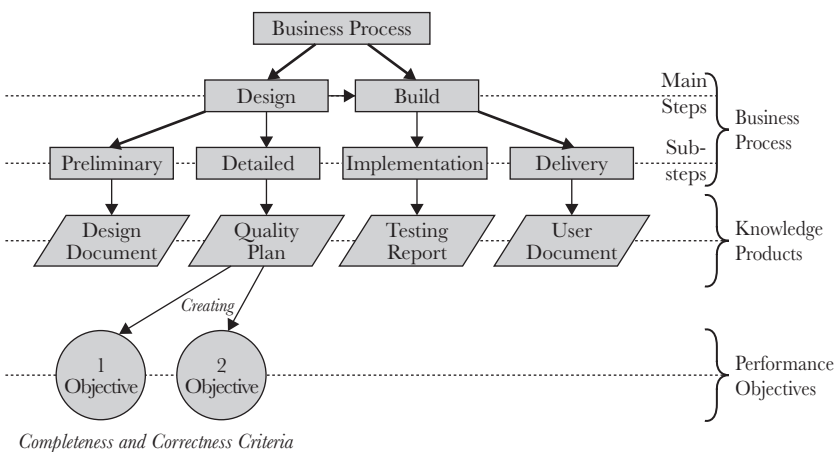 Business Process
Design
Build
Main
Steps
Business
Process
Preliminary
Detailed
Implementation
Delivery
Sub-
steps
Design
Document
Quality
Plan
Testing
Report
User
Document
Knowledge
Products
Creating
1
Objective
2
Objective
Performance
Objectives
Completeness and Correctness Criteria